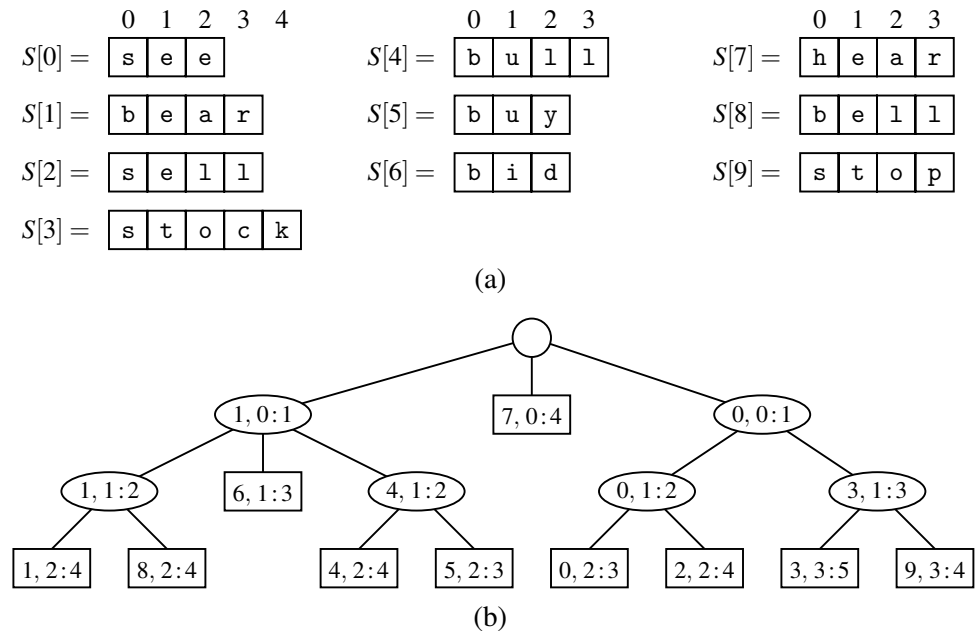 0 1 2 3 4
0 1 2 3
0 1 2 3
S[0] = s e e
S[4] = b u l l
S[7] = h e a r
S[1] = b e a r
S[5] = b u y
S[8] = b e l l
S[2] = s e l l
S[6] = b i d
S[9] = s t o p
S[3] = s t o c k
(a)
1, 0:1
7, 0:4
0, 0:1
1, 1:2
6, 1:3
4, 1:2
0, 1:2
3, 1:3
1, 2:4
8, 2:4
4, 2:4
5, 2:3
0, 2:3
2, 2:4
3, 3:5
9, 3:4
(b)